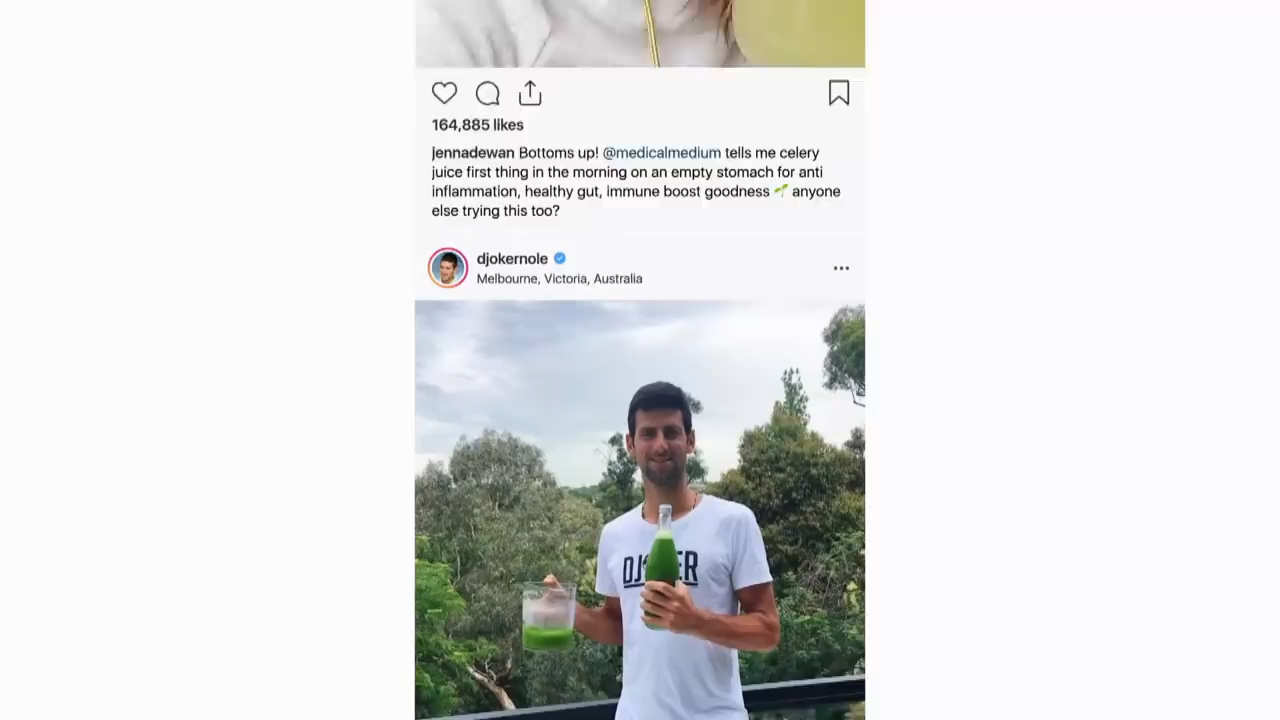 164,885 likes
jennadewan Bottoms up! @medicalmedium tells me celery
juice first thing in the morning on an empty stomach for anti
inflammation, healthy gut, immune boost goodness 🌱 anyone
else trying this too?
djokernole
Melbourne, Victoria, Australia